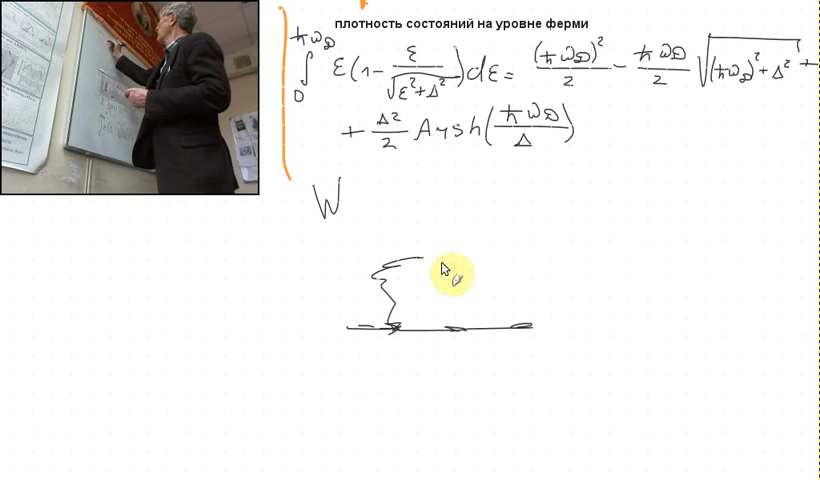 плотность состояний на уровне ферми
∫₀^ħω_D ε(1 - ε/√(ε²+Δ²))dε = (ħω_D)²/2 - ħω_D/2 √((ħω_D)²+Δ²) +
+ Δ²/2 Aysh(ħω_D/Δ)
W